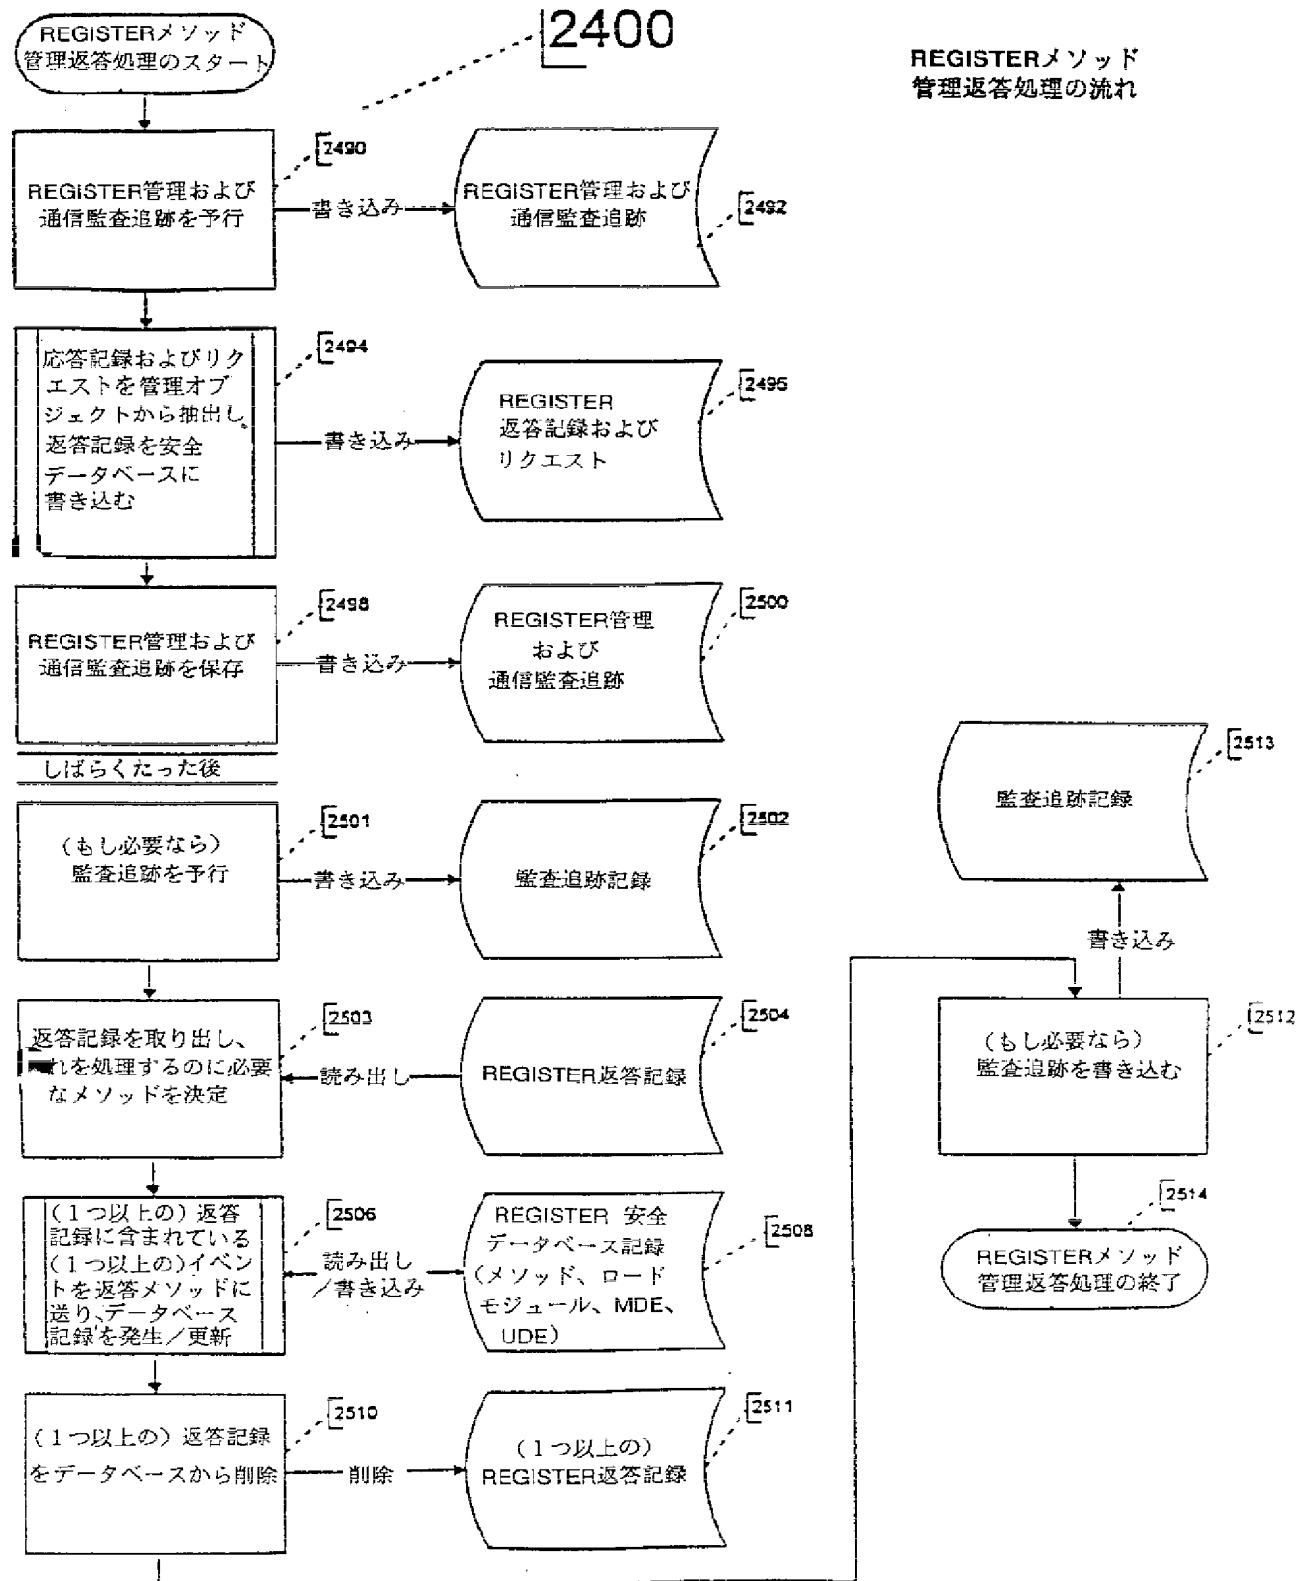 REGISTERメソッド
管理返答処理のスタート
2400
REGISTERメソッド
管理返答処理の流れ
2490
REGISTER管理および
通信監査追跡を予行
書き込み
REGISTER管理および
通信監査追跡
2492
2494
応答記録およびリク
エストを管理オブ
ジェクトから抽出し、
返答記録を安全
データベースに
書き込む
書き込み
REGISTER
返答記録および
リクエスト
2495
2498
REGISTER管理および
通信監査追跡を保存
書き込み
REGISTER管理
および
通信監査追跡
2500
しばらくたった後
2501
(もし必要なら)
監査追跡を予行
書き込み
監査追跡記録
2502
2503
返答記録を取り出し、
れを処理するのに必要
なメソッドを決定
読み出し
REGISTER返答記録
2504
2506
(1つ以上の) 返答
記録に含まれている
(1つ以上の)イベン
トを返答メソッドに
送り、データベース
記録を発生/更新
読み出し
/書き込み
REGISTER 安全
データベース記録
(メソッド、ロード
モジュール、MDE、
UDE)
2508
2510
(1つ以上の) 返答記録
をデータベースから削除
削除
(1つ以上の)
REGISTER返答記録
2511
監査追跡記録
2513
書き込み
(もし必要なら)
監査追跡を書き込む
2512
2514
REGISTERメソッド
管理返答処理の終了